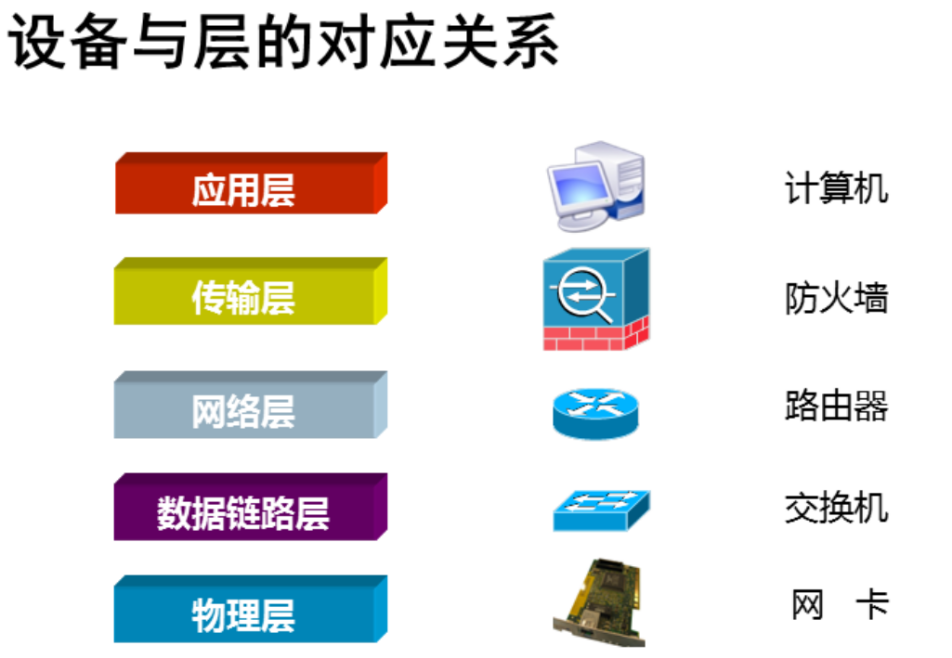 设备与层的对应关系
应用层 计算机
传输层 防火墙
网络层 路由器
数据链路层 交换机
物理层 网 卡